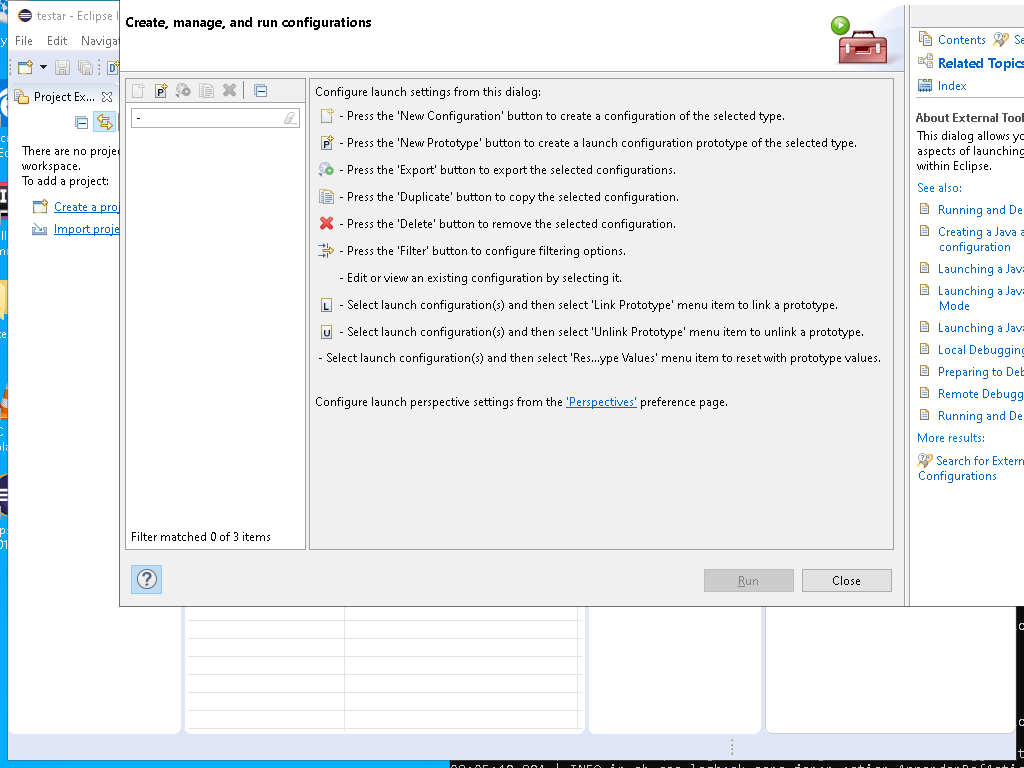 testar - Eclipse I
File Edit Navigat
Project Ex...
There are no proje
workspace.
To add a project:
Create a proj
Import proje
Create, manage, and run configurations
-
Filter matched 0 of 3 items
Configure launch settings from this dialog:
- Press the 'New Configuration' button to create a configuration of the selected type.
- Press the 'New Prototype' button to create a launch configuration prototype of the selected type.
- Press the 'Export' button to export the selected configurations.
- Press the 'Duplicate' button to copy the selected configuration.
- Press the 'Delete' button to remove the selected configuration.
- Press the 'Filter' button to configure filtering options.
- Edit or view an existing configuration by selecting it.
L - Select launch configuration(s) and then select 'Link Prototype' menu item to link a prototype.
U - Select launch configuration(s) and then select 'Unlink Prototype' menu item to unlink a prototype.
- Select launch configuration(s) and then select 'Res...ype Values' menu item to reset with prototype values.
Configure launch perspective settings from the 'Perspectives' preference page.
Run
Close
Contents Se
Related Topics
Index
About External Tool
This dialog allows yo
aspects of launching
within Eclipse.
See also:
Running and De
Creating a Java a
configuration
Launching a Java
Launching a Java
Mode
Launching a Java
Local Debugging
Preparing to Deb
Remote Debugg
Running and De
More results:
Search for Extern
Configurations